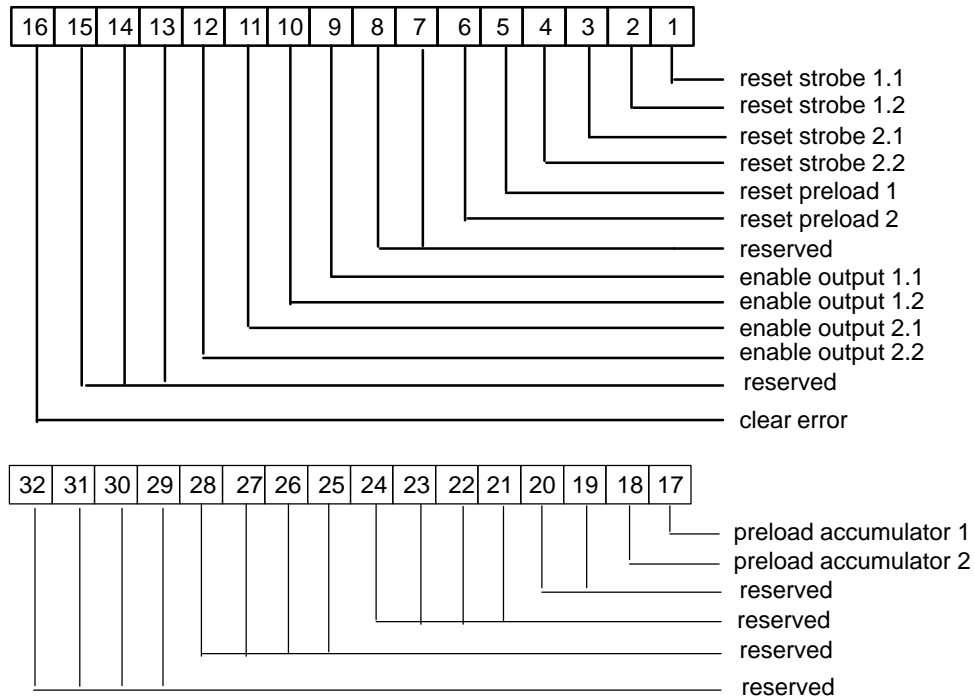 16 15 14 13 12 11 10 9 8 7 6 5 4 3 2 1
reset strobe 1.1
reset strobe 1.2
reset strobe 2.1
reset strobe 2.2
reset preload 1
reset preload 2
reserved
enable output 1.1
enable output 1.2
enable output 2.1
enable output 2.2
reserved
clear error
32 31 30 29 28 27 26 25 24 23 22 21 20 19 18 17
preload accumulator 1
preload accumulator 2
reserved
reserved
reserved
reserved